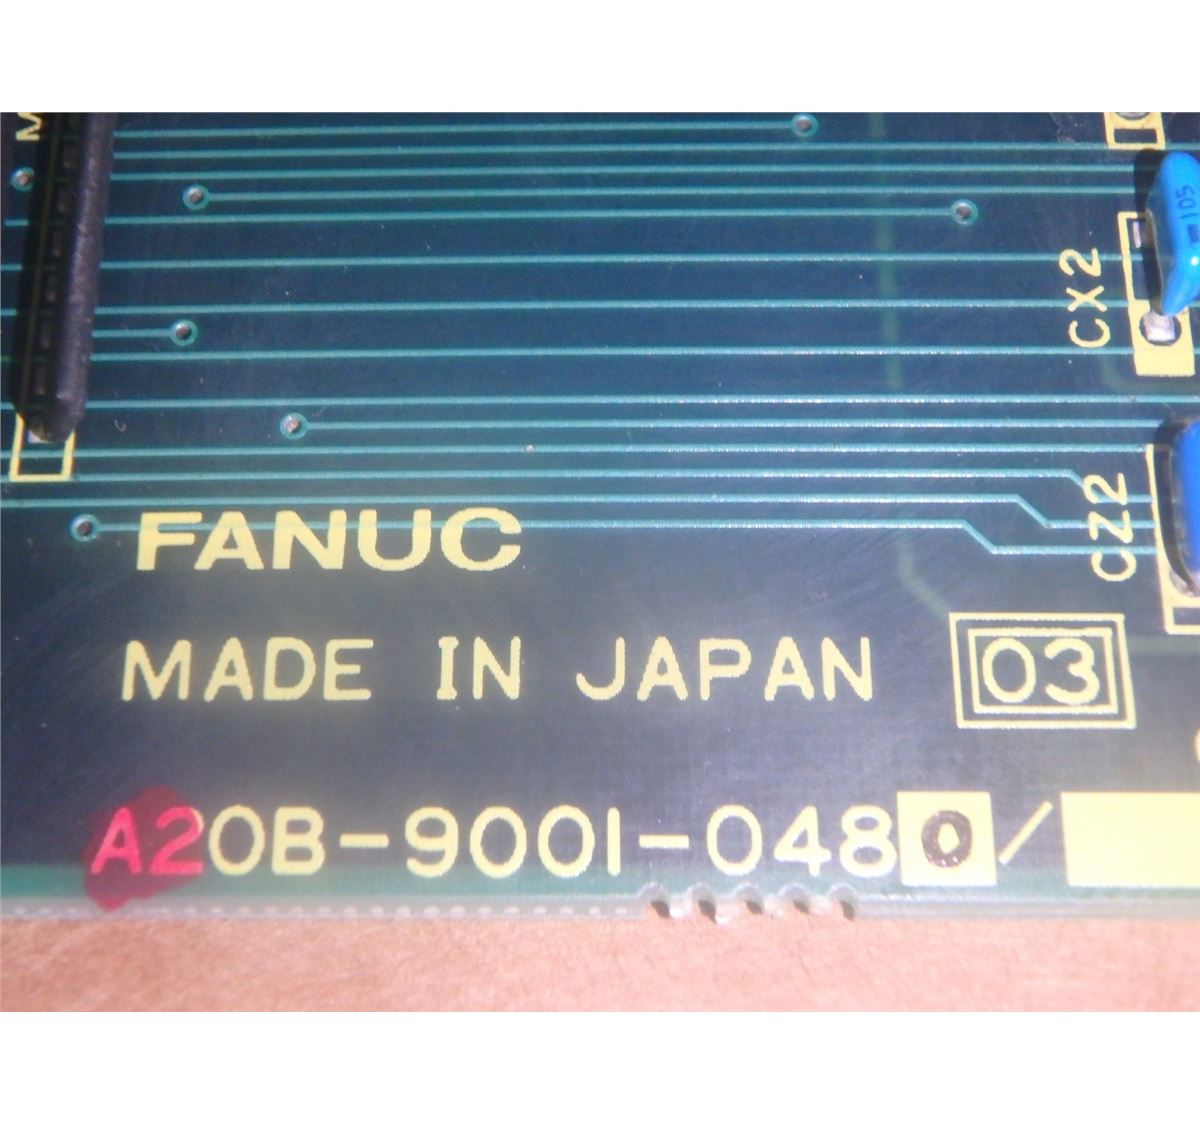 M
105
CX2
CZ2
FANUC
MADE IN JAPAN 03
A20B-9001-0480/